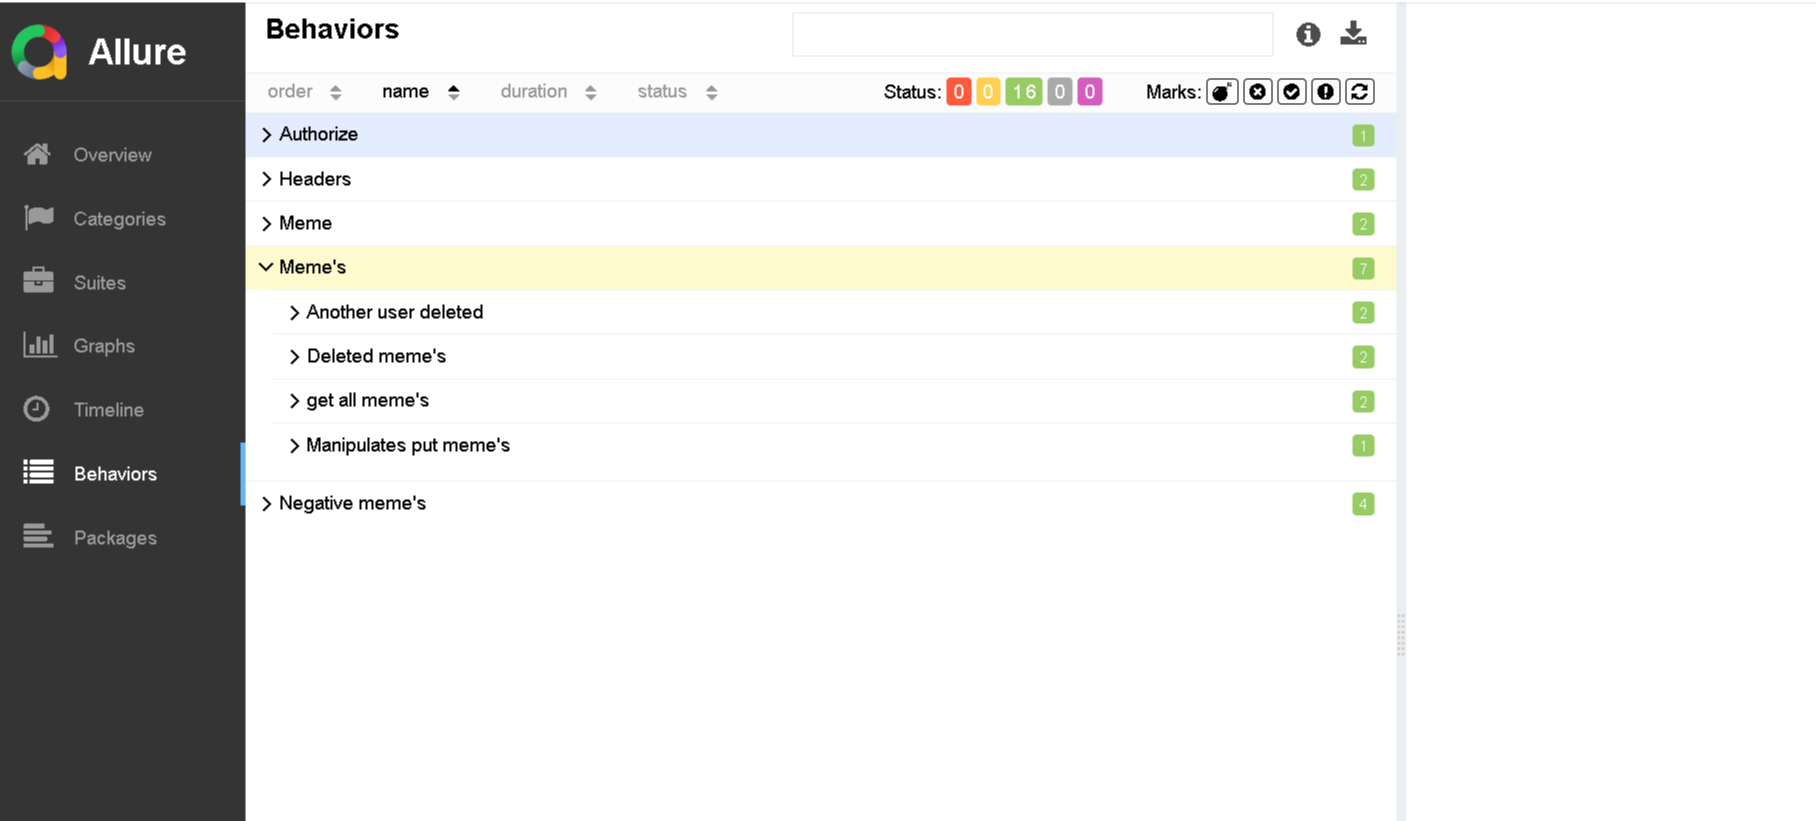 Allure
Overview
Categories
Suites
Graphs
Timeline
Behaviors
Packages
Behaviors
order name duration status Status: 0 0 16 0 0 Marks:
Authorize 1
Headers 2
Meme 2
Meme's 7
Another user deleted 2
Deleted meme's 2
get all meme's 2
Manipulates put meme's 1
Negative meme's 4